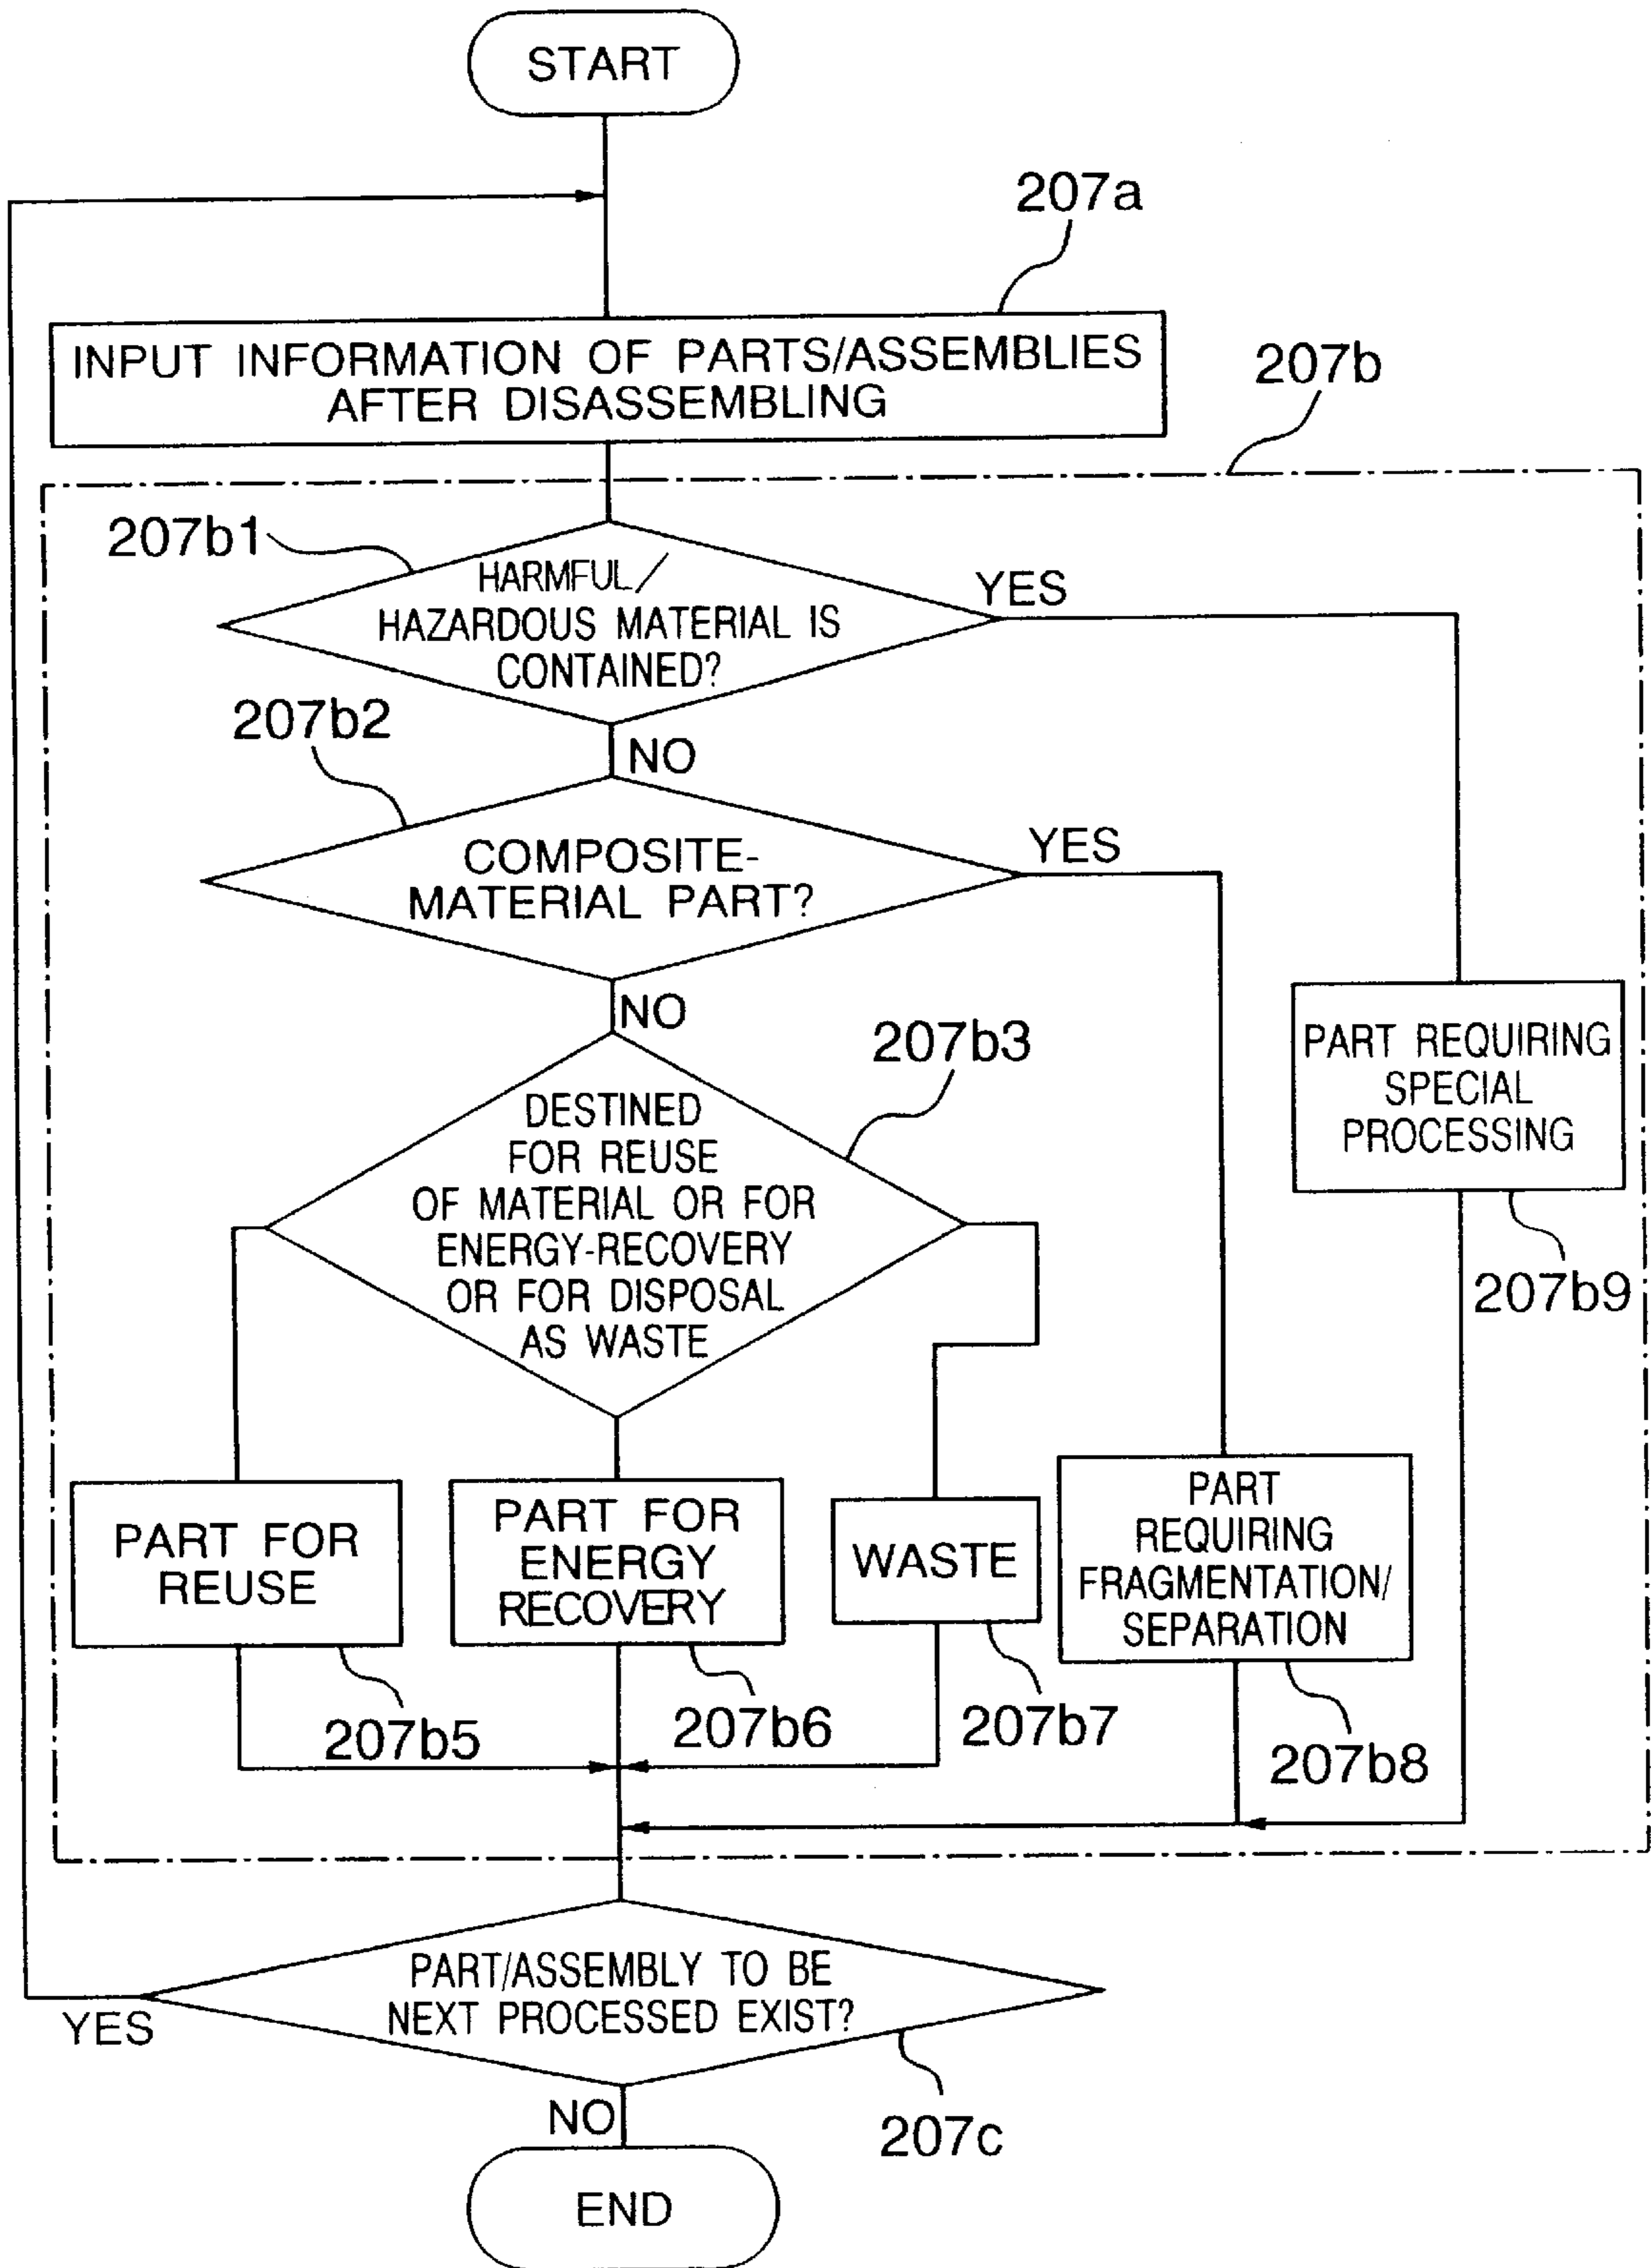 START
207a
INPUT INFORMATION OF PARTS/ASSEMBLIES
AFTER DISASSEMBLING
207b
207b1
HARMFUL/
HAZARDOUS MATERIAL IS
CONTAINED?
YES
NO
207b2
COMPOSITE-
MATERIAL PART?
YES
NO
207b3
DESTINED
FOR REUSE
OF MATERIAL OR FOR
ENERGY-RECOVERY
OR FOR DISPOSAL
AS WASTE
PART REQUIRING
SPECIAL
PROCESSING
207b9
PART FOR
REUSE
207b5
PART FOR
ENERGY
RECOVERY
207b6
WASTE
207b7
PART
REQUIRING
FRAGMENTATION/
SEPARATION
207b8
PART/ASSEMBLY TO BE
NEXT PROCESSED EXIST?
YES
207c
NO
END